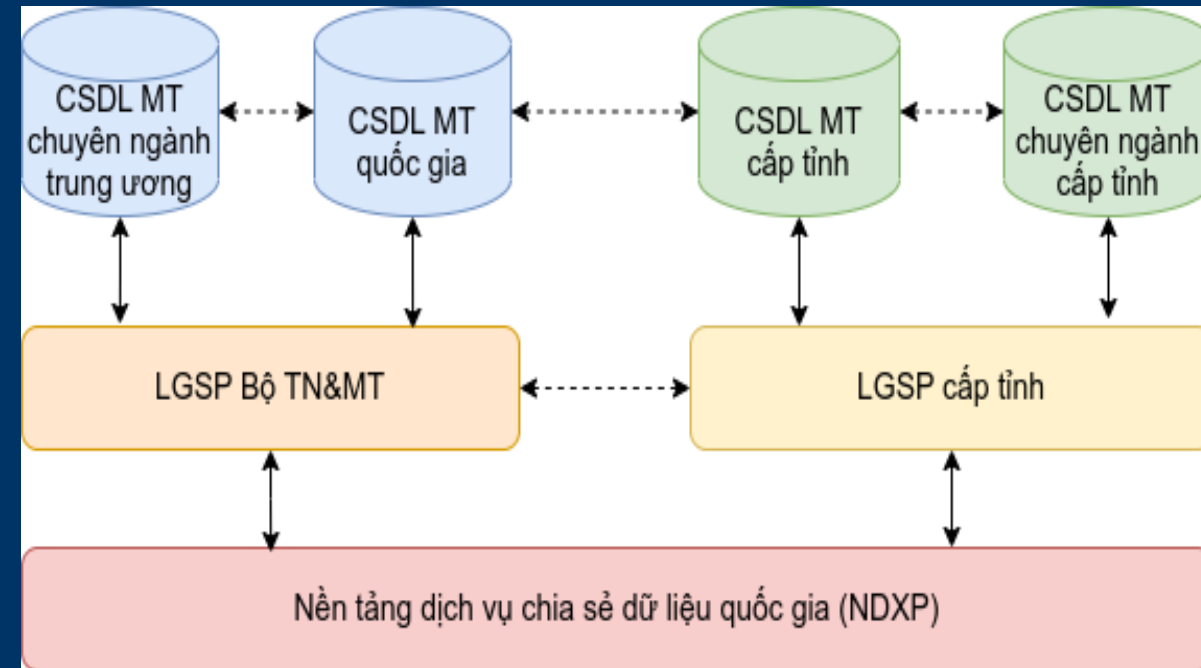 CSDL MT
chuyên ngành
trung ương
CSDL MT
quốc gia
CSDL MT
cấp tỉnh
CSDL MT
chuyên ngành
cấp tỉnh
LGSP Bộ TN&MT
LGSP cấp tỉnh
Nền tảng dịch vụ chia sẻ dữ liệu quốc gia (NDXP)